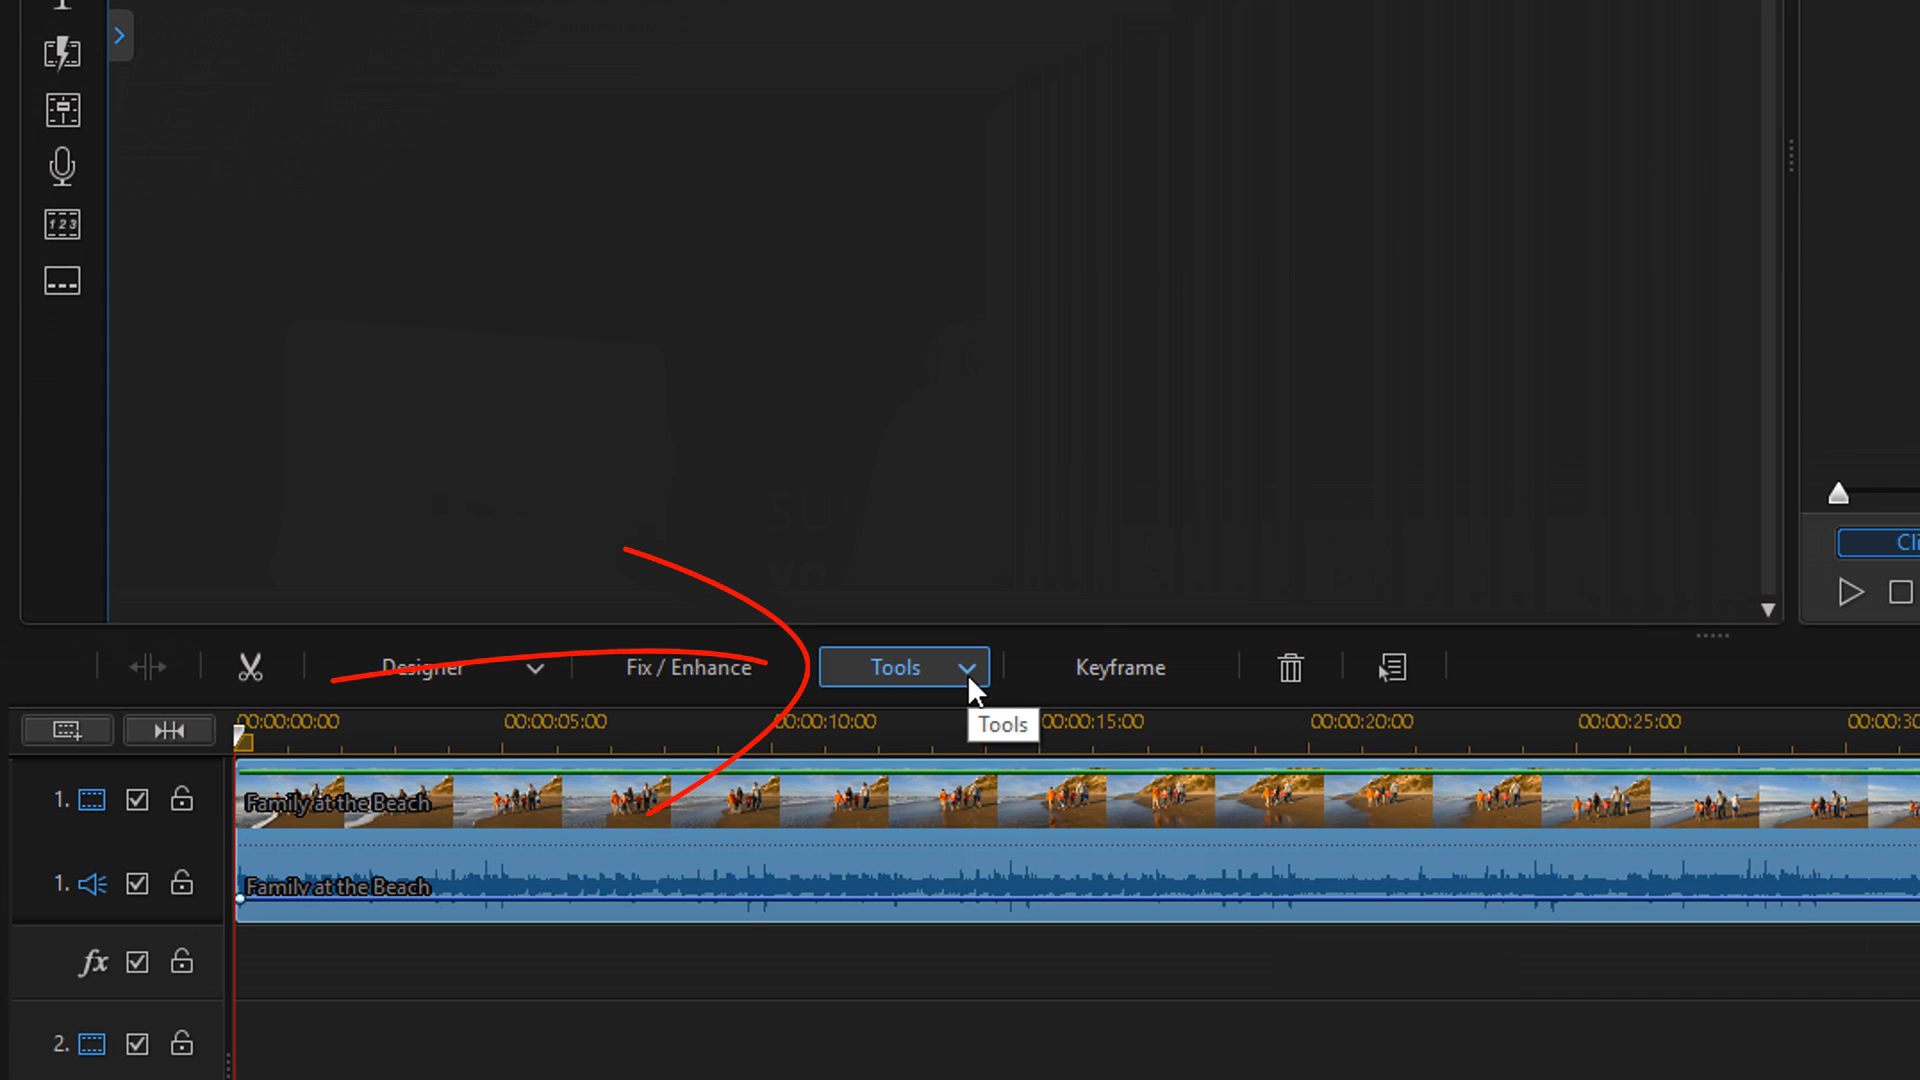 123
Cli
Designer Fix / Enhance Tools Keyframe
Tools
00:00:00:00 00:00:05:00 00:00:10:00 00:00:15:00 00:00:20:00 00:00:25:00 00:00:30
1. Family at the Beach
1. Family at the Beach
fx
2.